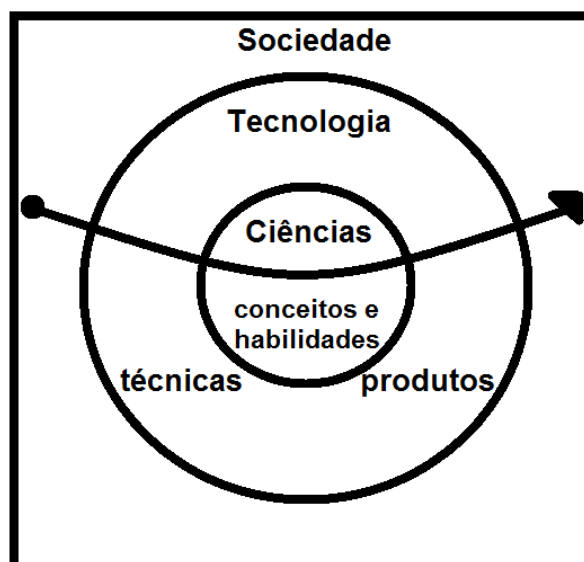 Sociedade
Tecnologia
Ciências
conceitos e
habilidades
técnicas produtos